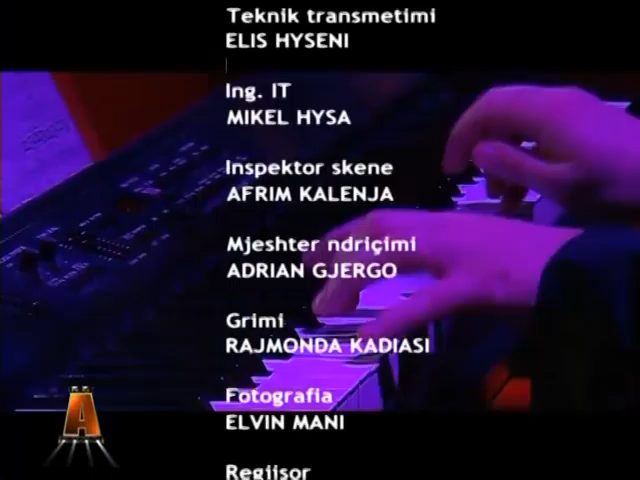 Teknik transmetimi
ELIS HYSENI
Ing. IT
MIKEL HYSA
Inspektor skene
AFRIM KALENJA
Mjeshter ndriçimi
ADRIAN GJERGO
Grimi
RAJMONDA KADIASI
Fotografia
ELVIN MANI
Regjisor
A